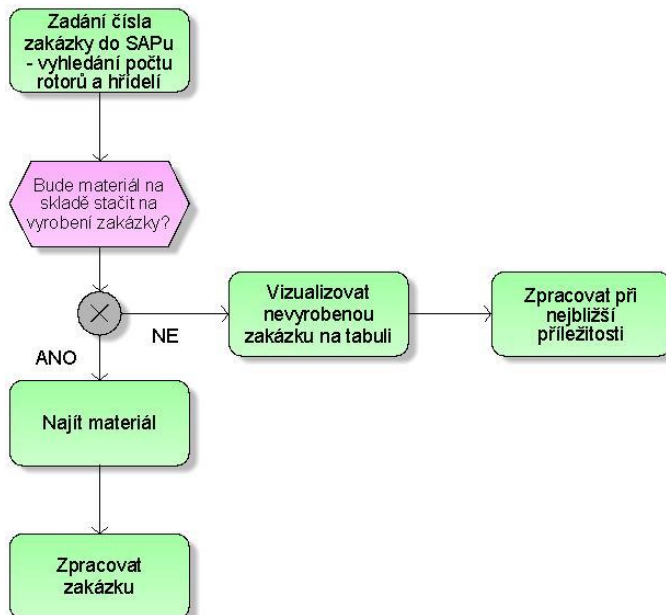 Zadání čísla
zakázky do SAPu
- vyhledání počtu
rotorů a hřídelí
Bude materiál na
skladě stačit na
vyrobení zakázky?
NE
Vizualizovat
nevyrobenou
zakázku na tabuli
Zpracovat při
nejbližší
příležitosti
ANO
Najít materiál
Zpracovat
zakázku